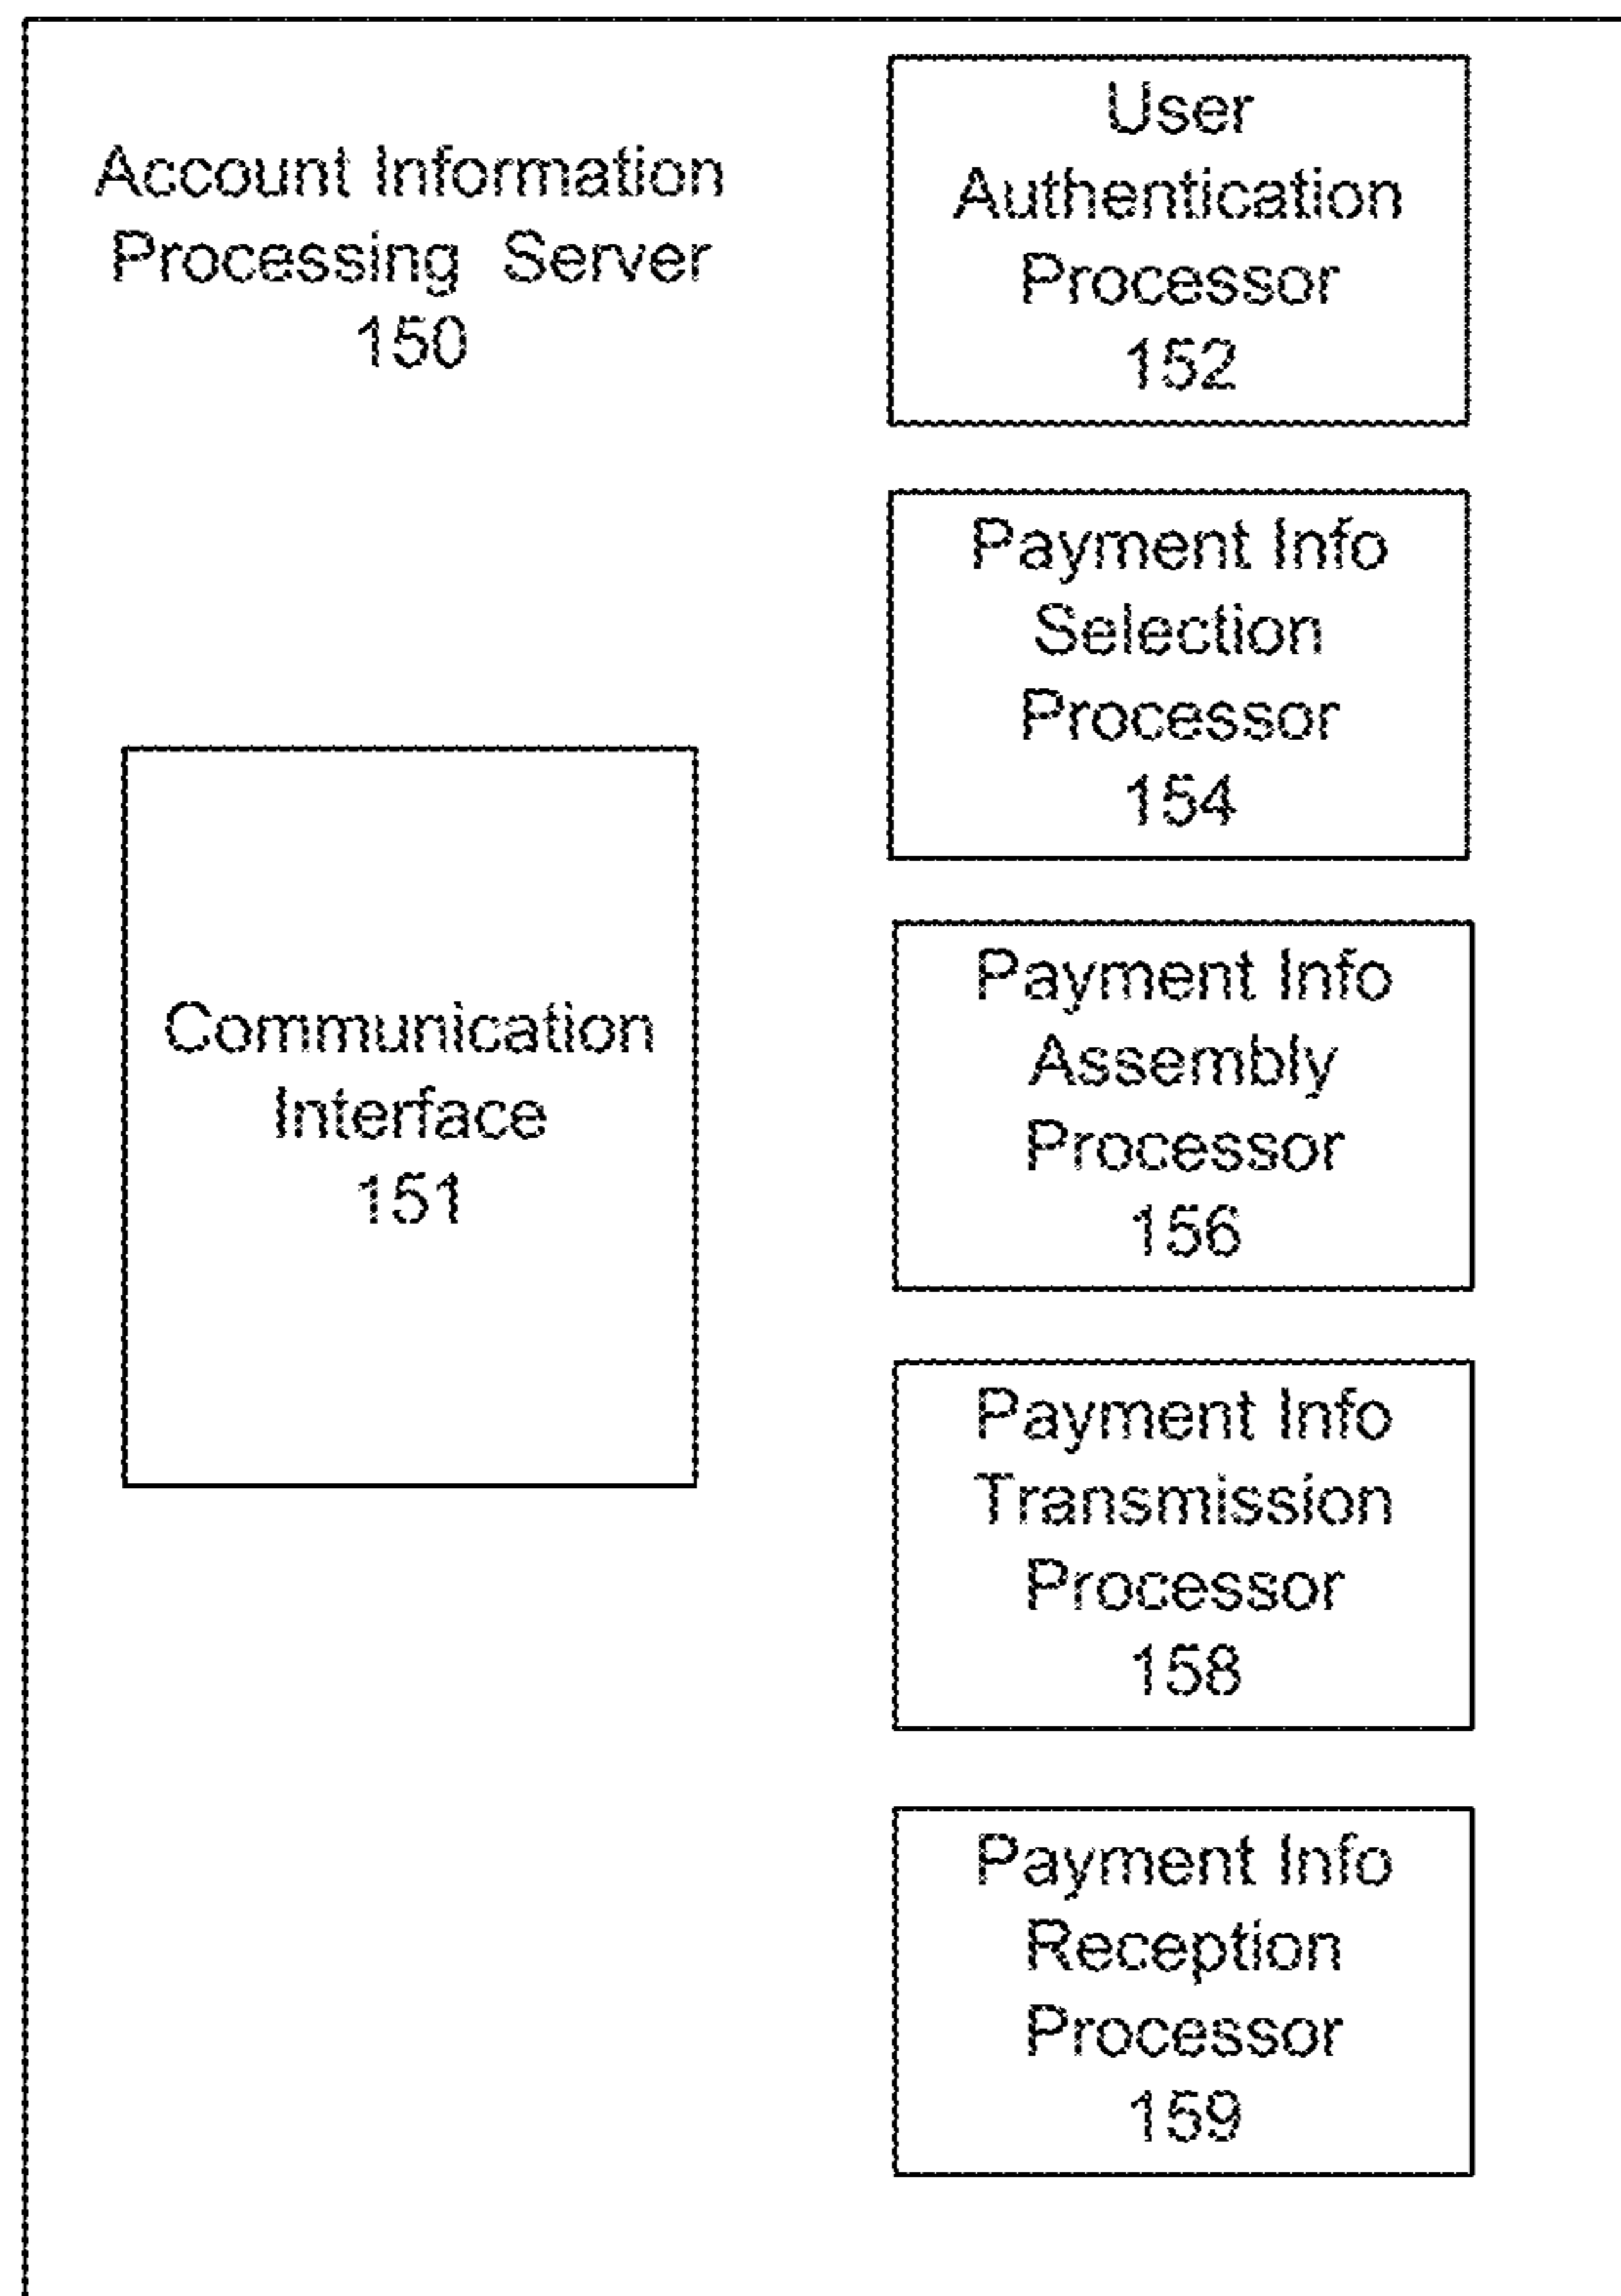 Account Information
Processing Server
150
Communication
Interface
151
User
Authentication
Processor
152
Payment Info
Selection
Processor
154
Payment Info
Assembly
Processor
156
Payment Info
Transmission
Processor
158
Payment Info
Reception
Processor
159